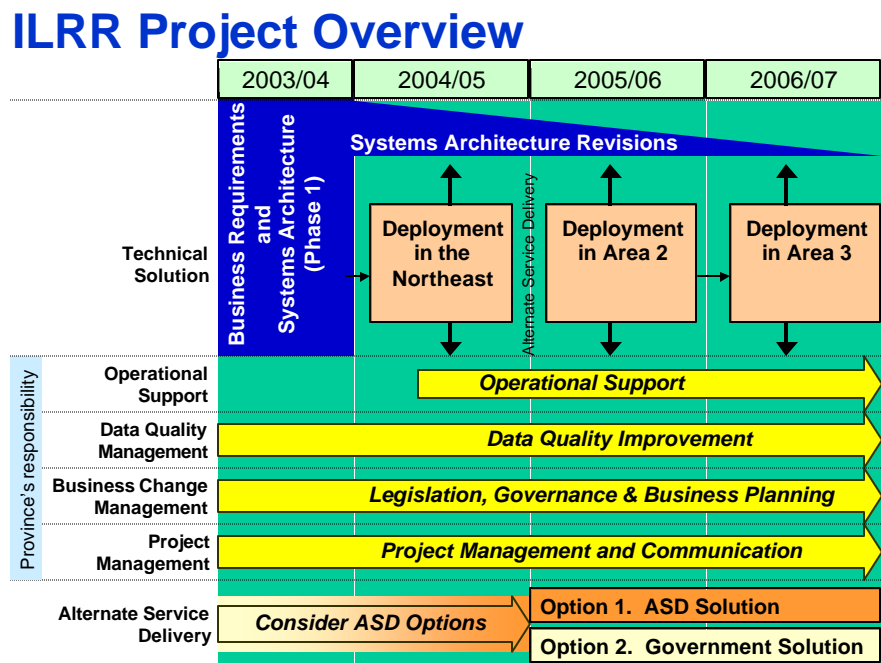 ILRR Project Overview
2003/04
2004/05
2005/06
2006/07
Technical
Solution
Business Requirements
and
Systems Architecture
(Phase 1)
Systems Architecture Revisions
Deployment
in the
Northeast
Alternate Service Delivery
Deployment
in Area 2
Deployment
in Area 3
Province's responsibility
Operational
Support
Operational Support
Data Quality
Management
Data Quality Improvement
Business Change
Management
Legislation, Governance & Business Planning
Project
Management
Project Management and Communication
Alternate Service
Delivery
Consider ASD Options
Option 1.  ASD Solution
Option 2.  Government Solution